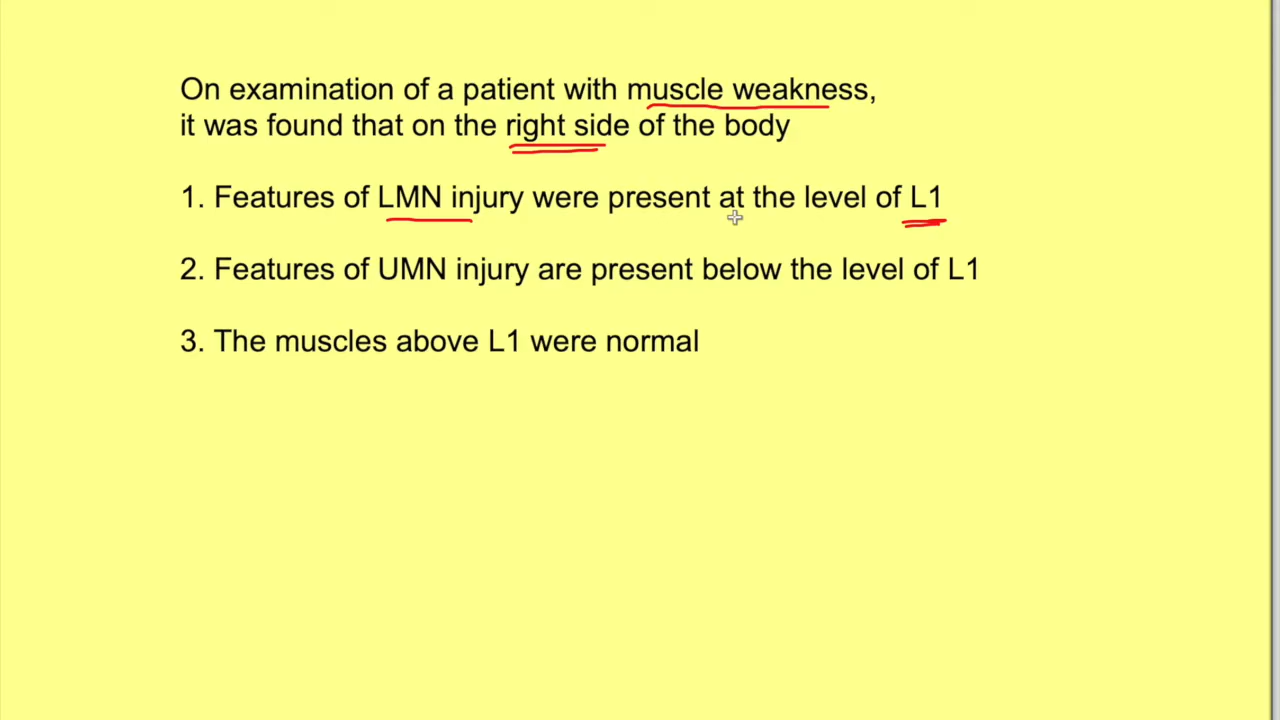 On examination of a patient with muscle weakness,
it was found that on the right side of the body
1. Features of LMN injury were present at the level of L1
2. Features of UMN injury are present below the level of L1
3. The muscles above L1 were normal